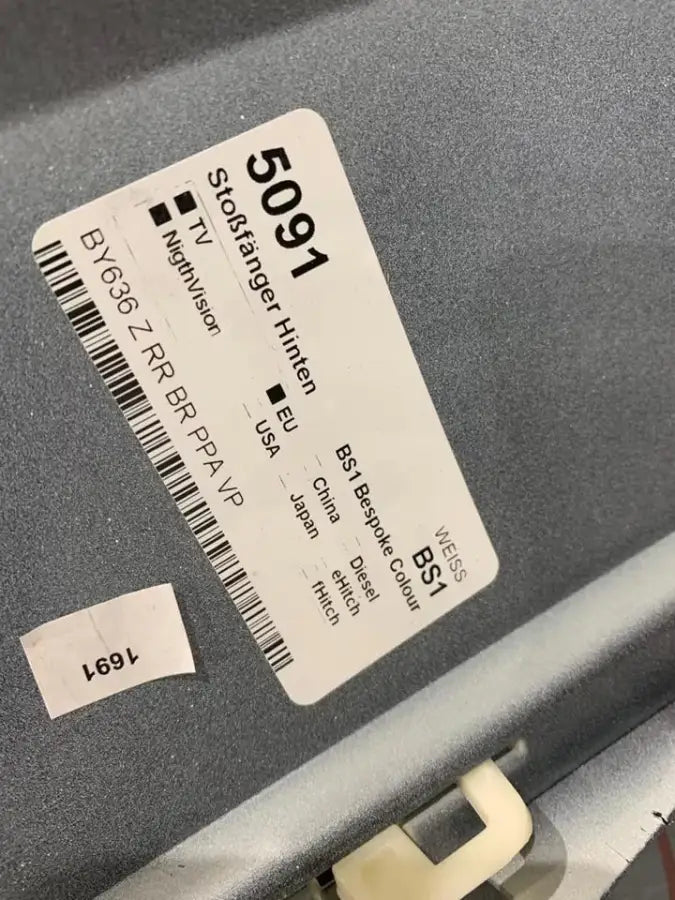 5091
Stoßfänger Hinten
WEISS
BS1
BS1 Bespoke Colour
TV
NigthVision
EU
USA
China
Japan
Diesel
eHitch
fHitch
BY636 Z RR BR PPA VP
1691